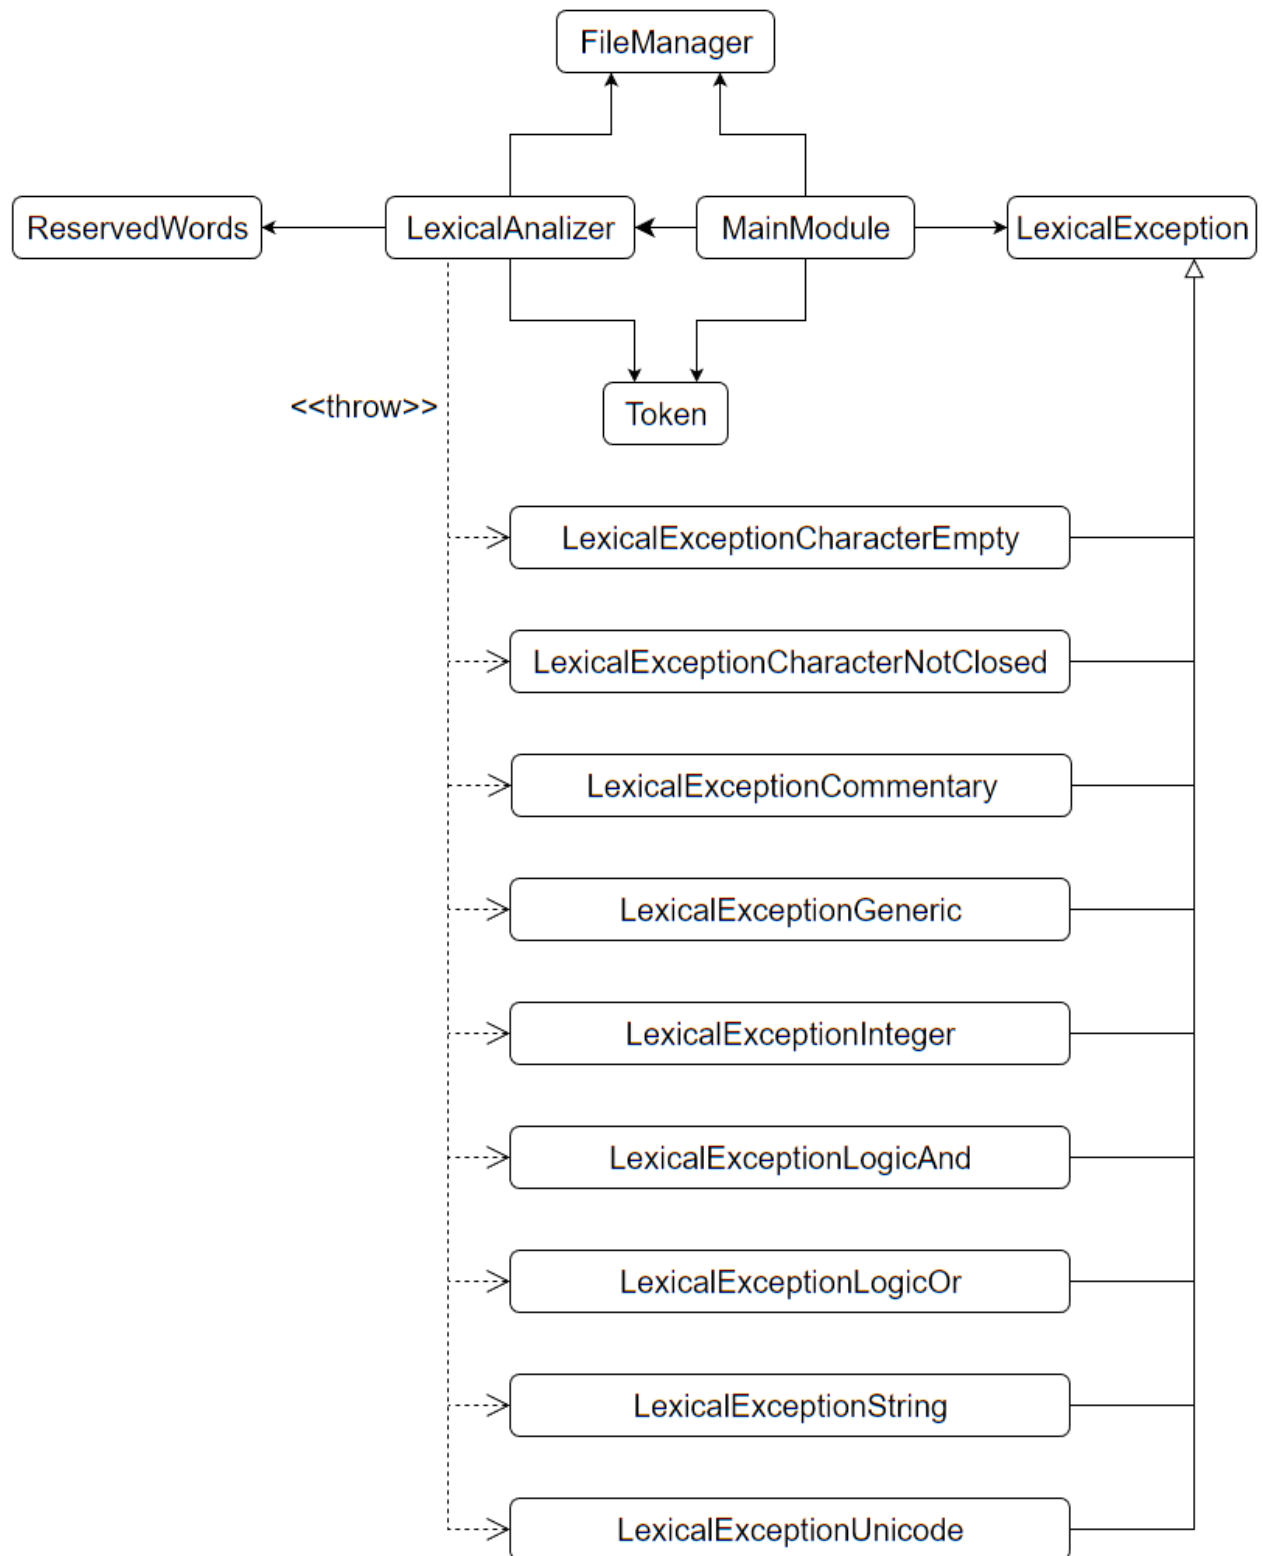 FileManager
ReservedWords
LexicalAnalizer
MainModule
LexicalException
<<throw>>
Token
LexicalExceptionCharacterEmpty
LexicalExceptionCharacterNotClosed
LexicalExceptionCommentary
LexicalExceptionGeneric
LexicalExceptionInteger
LexicalExceptionLogicAnd
LexicalExceptionLogicOr
LexicalExceptionString
LexicalExceptionUnicode